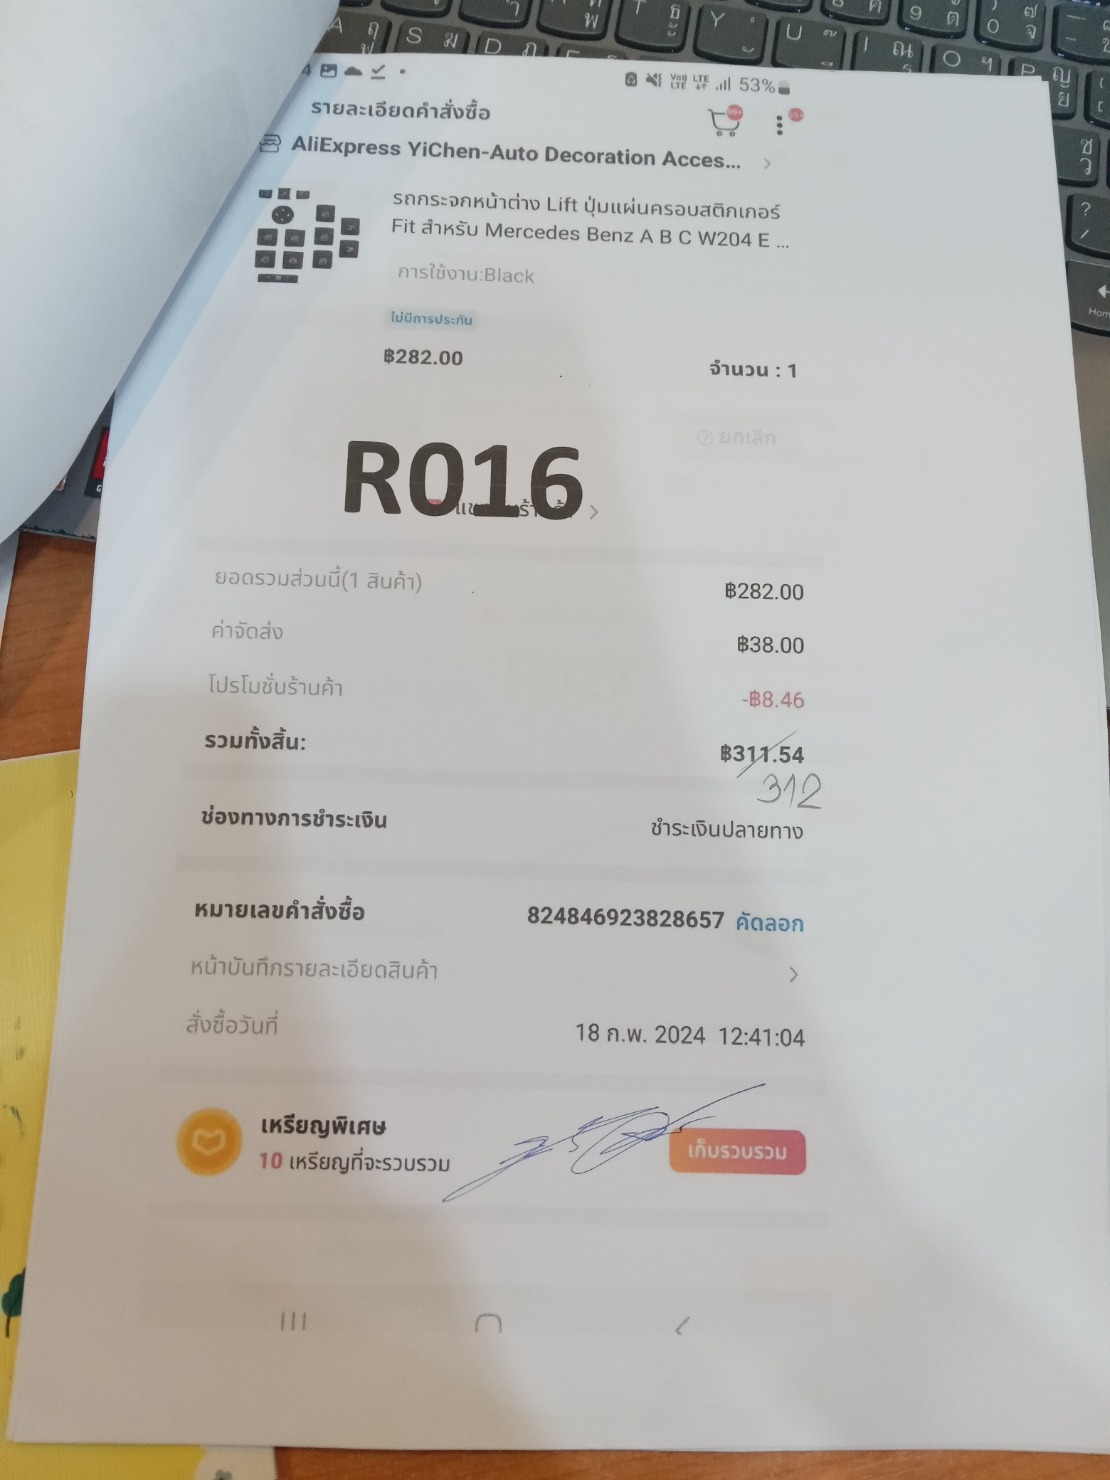 53%
รายละเอียดคำสั่งซื้อ
AliExpress YiChen-Auto Decoration Acces...
รถกระจกหน้าต่าง Lift ปุ่มแผ่นครอบสติกเกอร์
Fit สำหรับ Mercedes Benz A B C W204 E ...
การใช้งาน:Black
ไม่มีการประกัน
฿282.00
จำนวน : 1
ยกเลิก
R016
ยอดรวมส่วนนี้(1 สินค้า) ฿282.00
ค่าจัดส่ง ฿38.00
R027
โปรโมชั่นร้านค้า -฿8.46
รวมทั้งสิ้น: ฿311.54
312
ช่องทางการชำระเงิน ชำระเงินปลายทาง
หมายเลขคำสั่งซื้อ 824846923828657 คัดลอก
หน้าบันทึกรายละเอียดสินค้า
สั่งซื้อวันที่ 18 ก.พ. 2024 12:41:04
เหรียญพิเศษ
10 เหรียญที่จะรวบรวม
เก็บรวบรวม